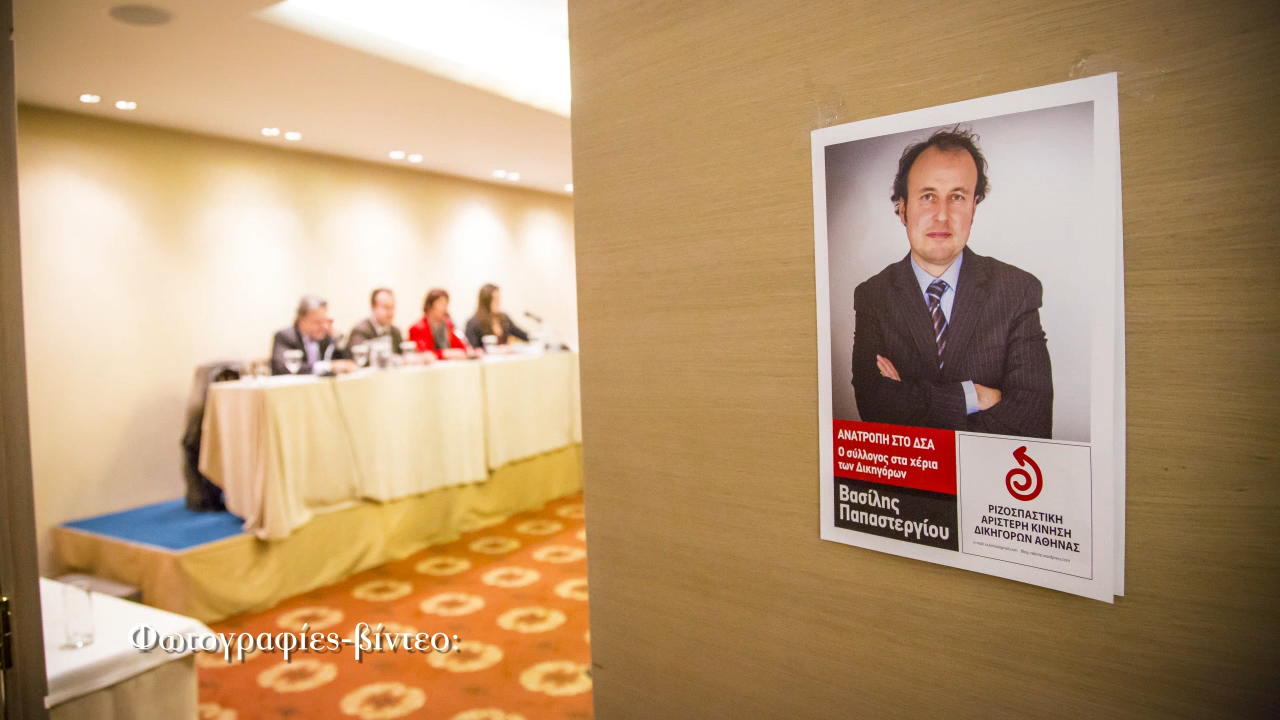 ΑΝΑΤΡΟΠΗ ΣΤΟ ΔΣΑ
Ο σύλλογος στα χέρια
των Δικηγόρων
Βασίλης
Παπαστεργίου
ΡΙΖΟΣΠΑΣΤΙΚΗ
ΑΡΙΣΤΕΡΗ ΚΙΝΗΣΗ
ΔΙΚΗΓΟΡΩΝ ΑΘΗΝΑΣ
Φωτογραφίες-βίντεο: